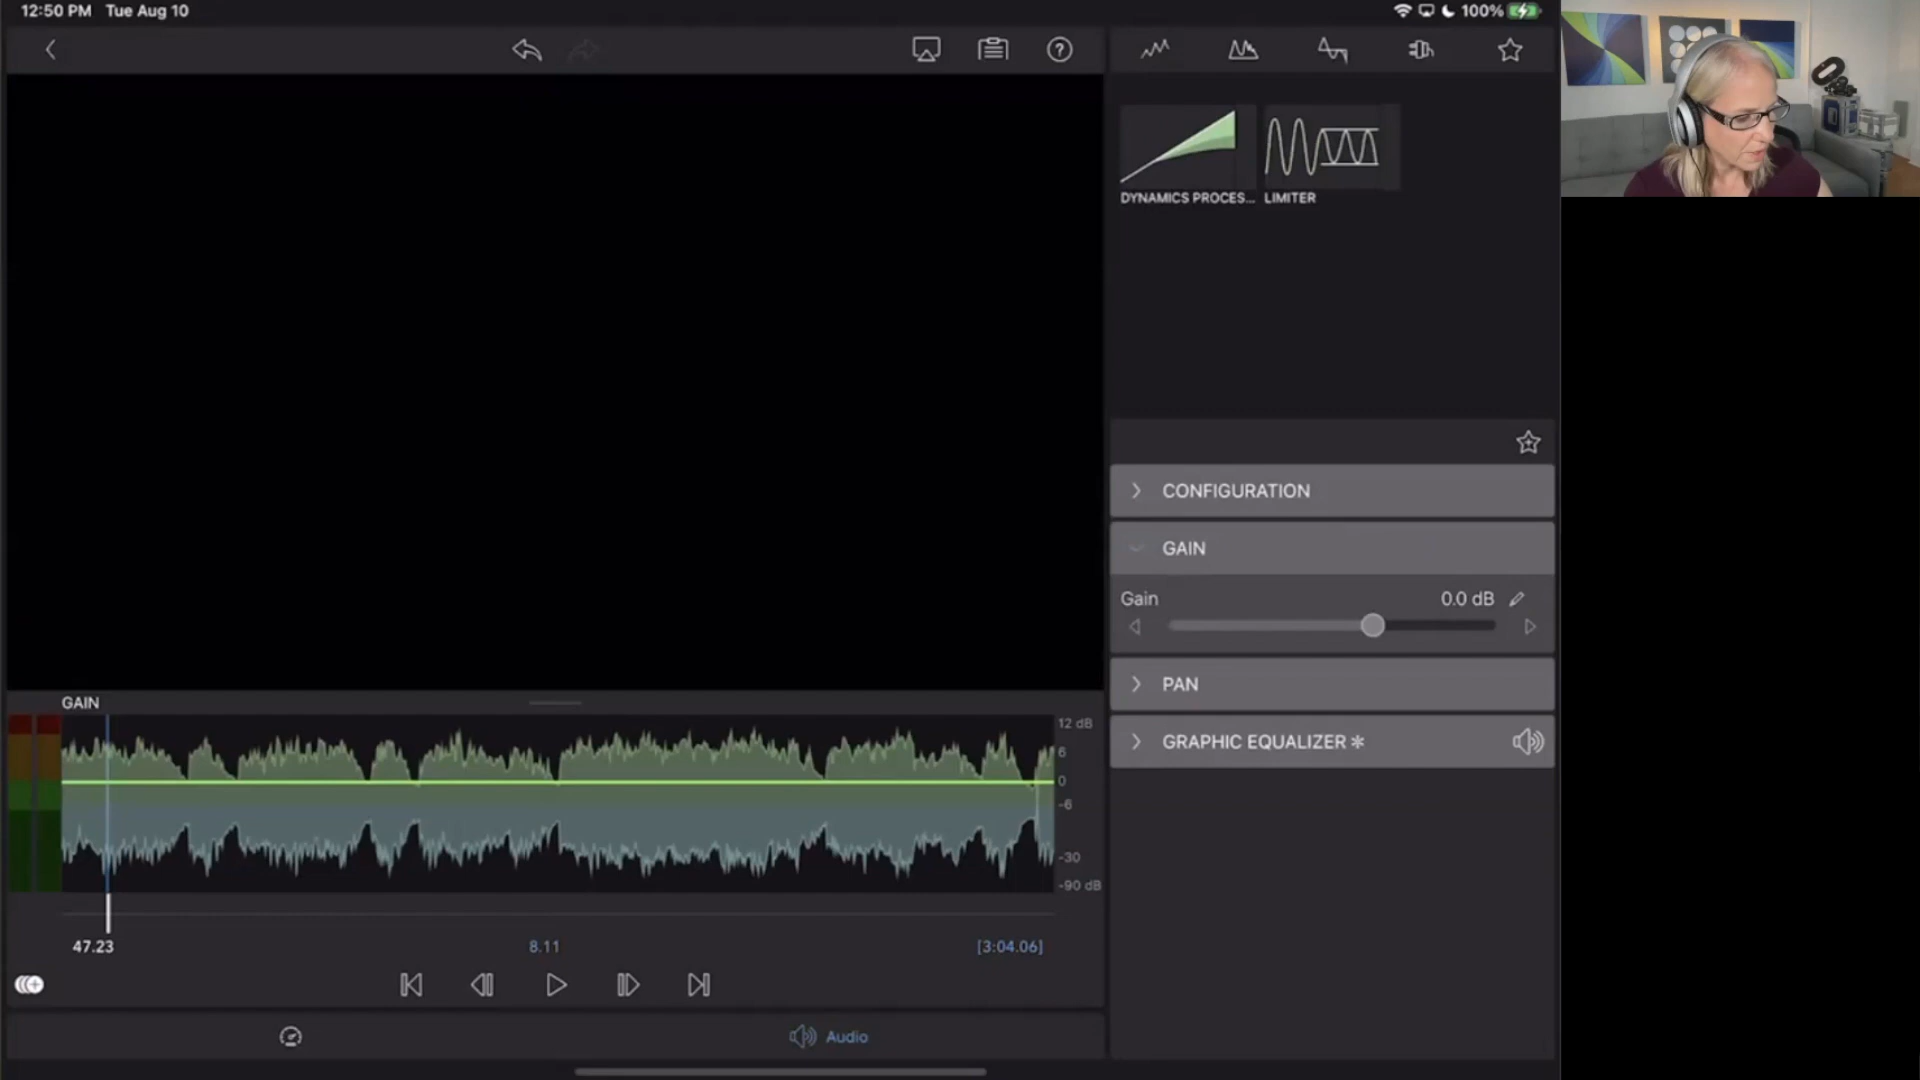 12:50 PM Tue Aug 10
100%
DYNAMICS PROCES...
LIMITER
CONFIGURATION
GAIN
Gain
0.0 dB
PAN
GRAPHIC EQUALIZER *
GAIN
12 dB
6
0
-6
-30
-90 dB
47.23
8.11
[3:04.06]
Audio